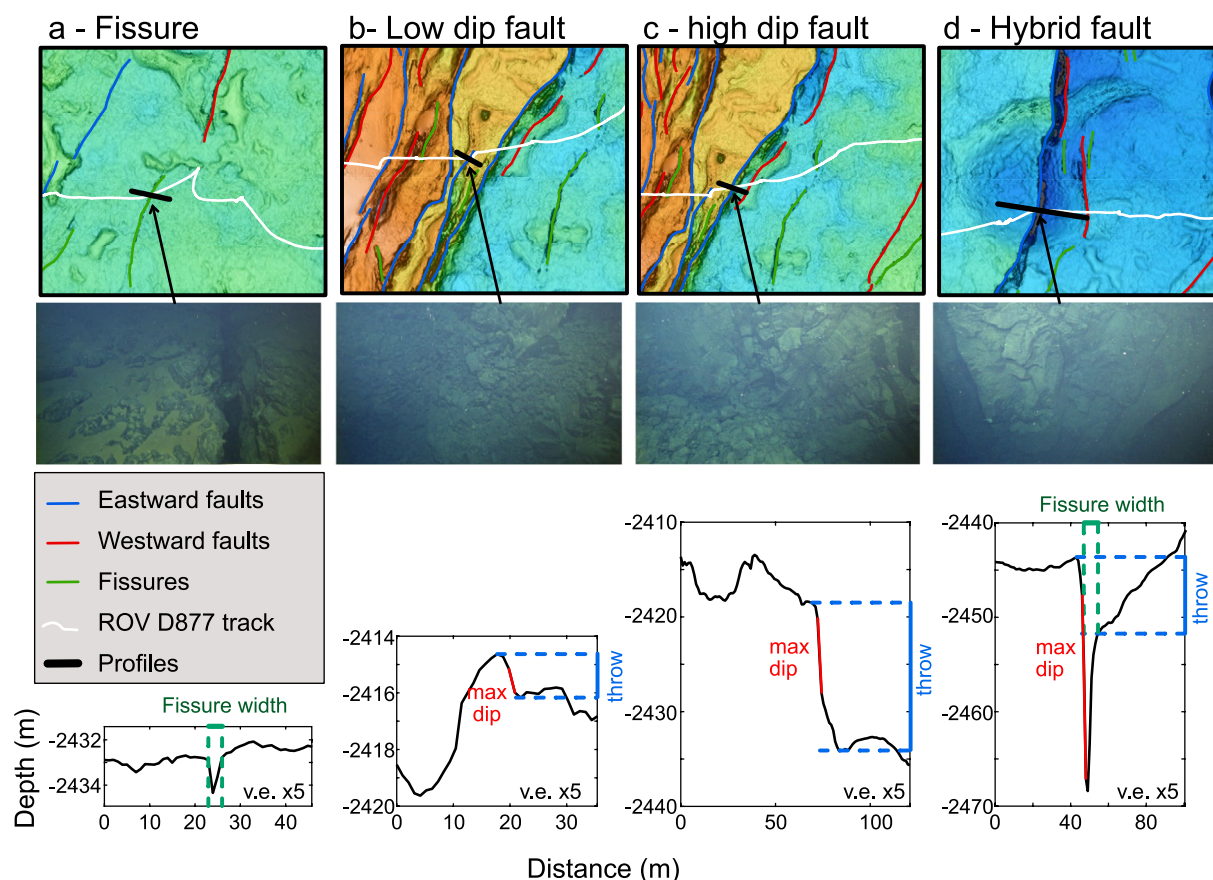 a - Fissure
b- Low dip fault
c - high dip fault
d - Hybrid fault
Eastward faults
Westward faults
Fissures
ROV D877 track
Profiles
Fissure width
-2432
-2434
0
10
20
30
40
v.e. x5
-2414
-2416
-2418
-2420
max
dip
throw
0
10
20
30
v.e. x5
-2410
-2420
-2430
-2440
max
dip
throw
0
50
100
v.e. x5
Fissure width
-2440
-2450
-2460
-2470
max
dip
throw
0
40
80
v.e. x5
Depth (m)
Distance (m)